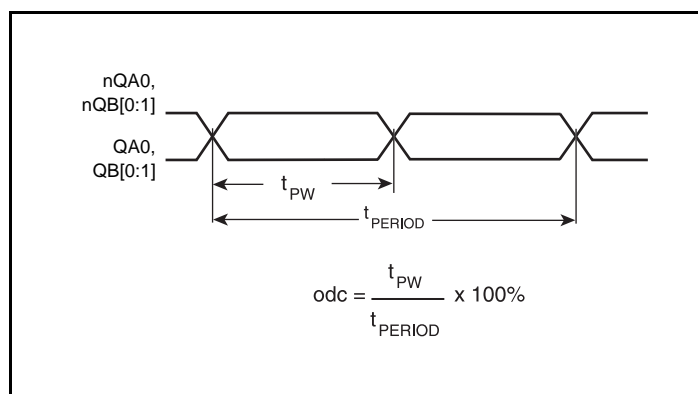 nQA0,
nQB[0:1]
QA0,
QB[0:1]
tPW
tPERIOD
odc = tPW / tPERIOD x 100%